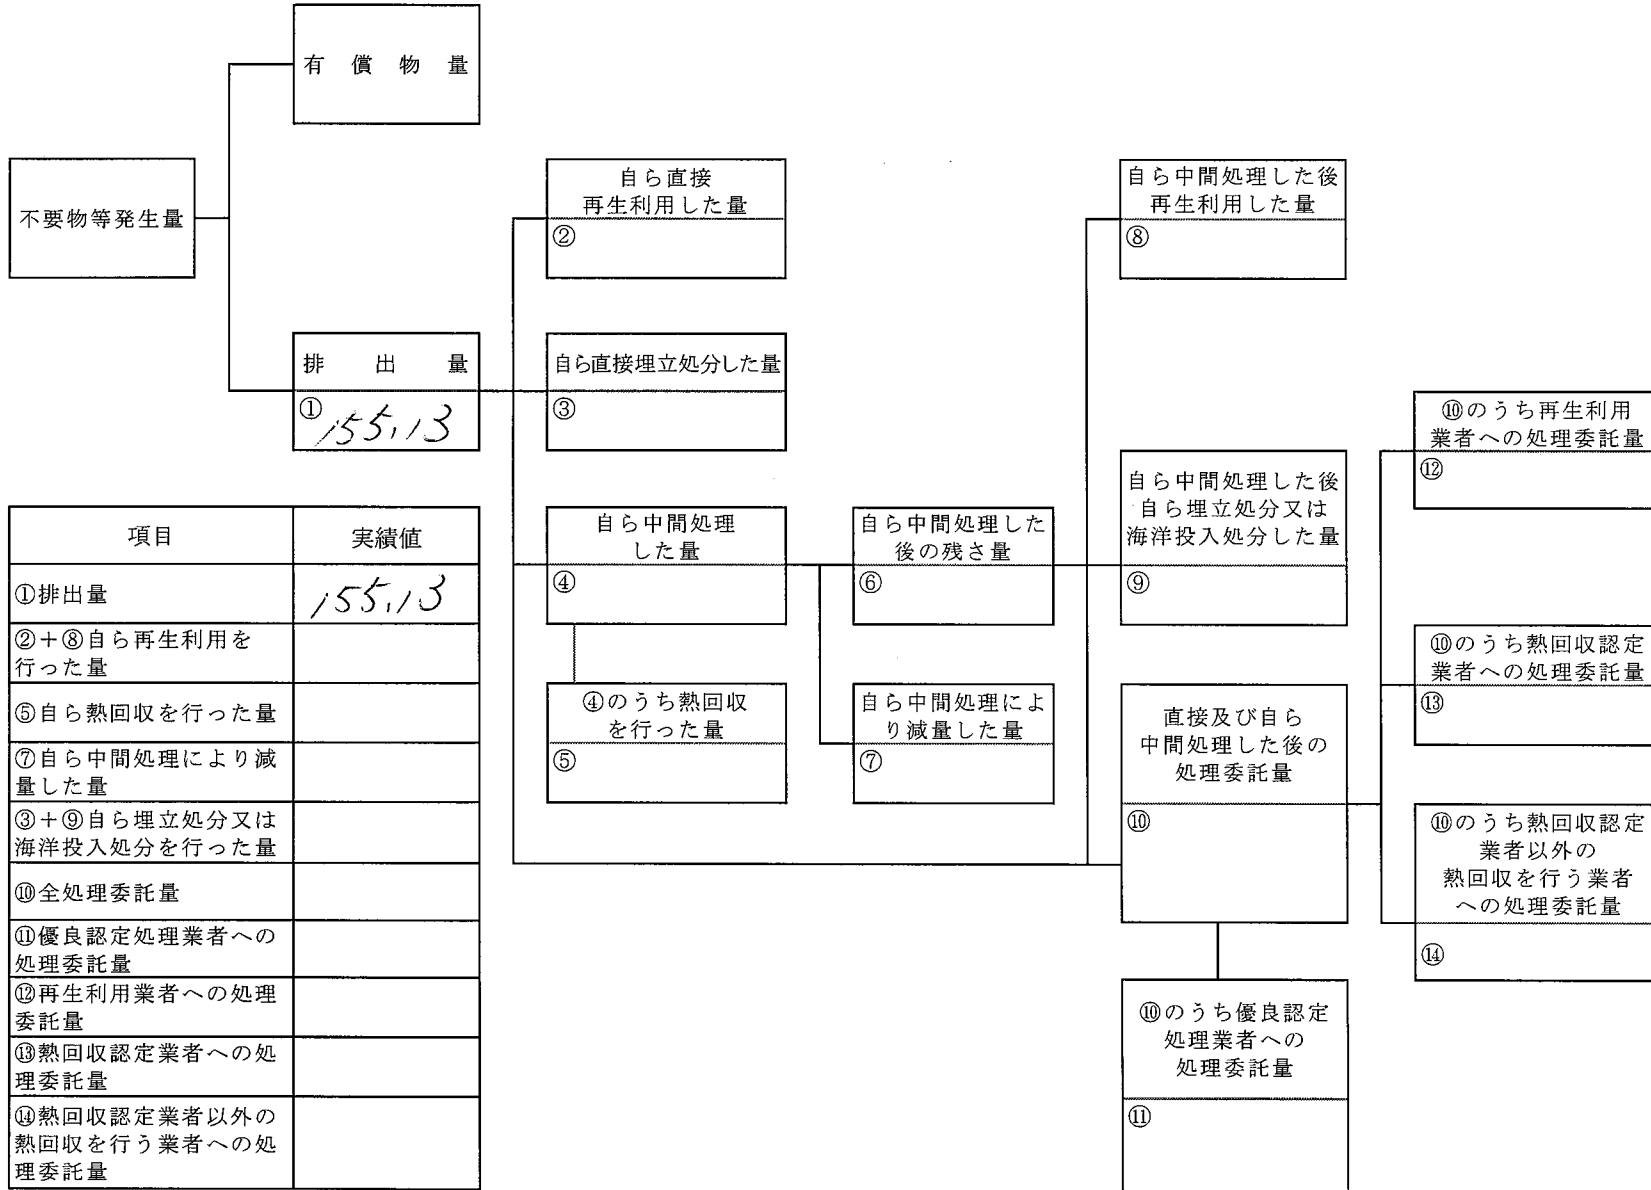 有償物量
不要物等発生量
排出量
①
155.13
自ら直接
再生利用した量
②
自ら直接埋立処分した量
③
自ら中間処理
した量
④
④のうち熱回収
を行った量
⑤
自ら中間処理した
後の残さ量
⑥
自ら中間処理によ
り減量した量
⑦
自ら中間処理した後
再生利用した量
⑧
自ら中間処理した後
自ら埋立処分又は
海洋投入処分した量
⑨
直接及び自ら
中間処理した後の
処理委託量
⑩
⑩のうち優良認定
処理業者への
処理委託量
⑪
⑩のうち再生利用
業者への処理委託量
⑫
⑩のうち熱回収認定
業者への処理委託量
⑬
⑩のうち熱回収認定
業者以外の
熱回収を行う業者
への処理委託量
⑭
項目 実績値
①排出量 155.13
②＋⑧自ら再生利用を
行った量
⑤自ら熱回収を行った量
⑦自ら中間処理により減
量した量
③＋⑨自ら埋立処分又は
海洋投入処分を行った量
⑩全処理委託量
⑪優良認定処理業者への
処理委託量
⑫再生利用業者への処理
委託量
⑬熱回収認定業者への処
理委託量
⑭熱回収認定業者以外の
熱回収を行う業者への処
理委託量